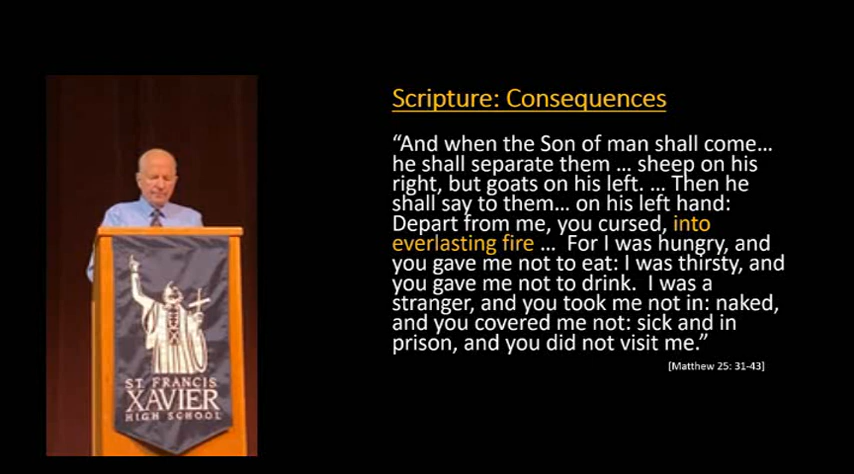 Scripture: Consequences
“And when the Son of man shall come…
he shall separate them … sheep on his
right, but goats on his left. … Then he
shall say to them… on his left hand:
Depart from me, you cursed, into
everlasting fire … For I was hungry, and
you gave me not to eat: I was thirsty, and
you gave me not to drink. I was a
stranger, and you took me not in: naked,
and you covered me not: sick and in
prison, and you did not visit me.”
[Matthew 25: 31-43]
ST. FRANCIS
XAVIER
HIGH SCHOOL